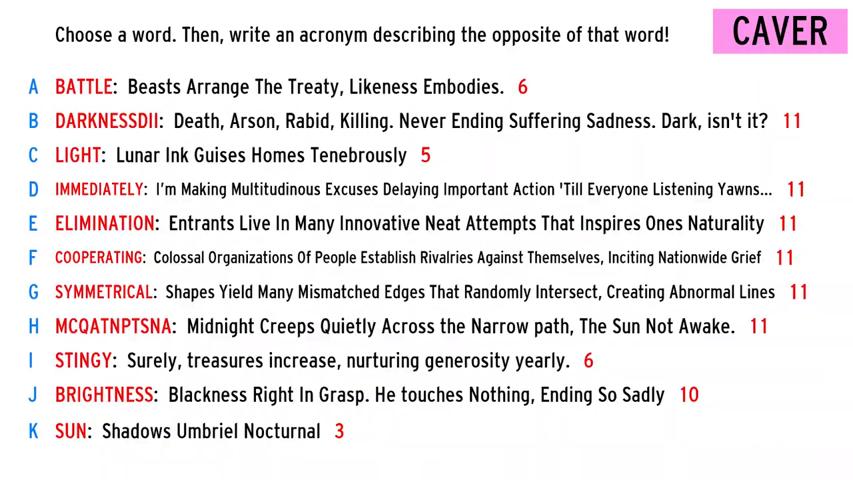 Choose a word. Then, write an acronym describing the opposite of that word!
CAVER
A BATTLE: Beasts Arrange The Treaty, Likeness Embodies. 6
B DARKNESSDII: Death, Arson, Rabid, Killing. Never Ending Suffering Sadness. Dark, isn't it? 11
C LIGHT: Lunar Ink Guises Homes Tenebrously 5
D IMMEDIATELY: I'm Making Multitudinous Excuses Delaying Important Action 'Till Everyone Listening Yawns... 11
E ELIMINATION: Entrants Live In Many Innovative Neat Attempts That Inspires Ones Naturality 11
F COOPERATING: Colossal Organizations Of People Establish Rivalries Against Themselves, Inciting Nationwide Grief 11
G SYMMETRICAL: Shapes Yield Many Mismatched Edges That Randomly Intersect, Creating Abnormal Lines 11
H MCQATNPTSNA: Midnight Creeps Quietly Across the Narrow path, The Sun Not Awake. 11
I STINGY: Surely, treasures increase, nurturing generosity yearly. 6
J BRIGHTNESS: Blackness Right In Grasp. He touches Nothing, Ending So Sadly 10
K SUN: Shadows Umbriel Nocturnal 3